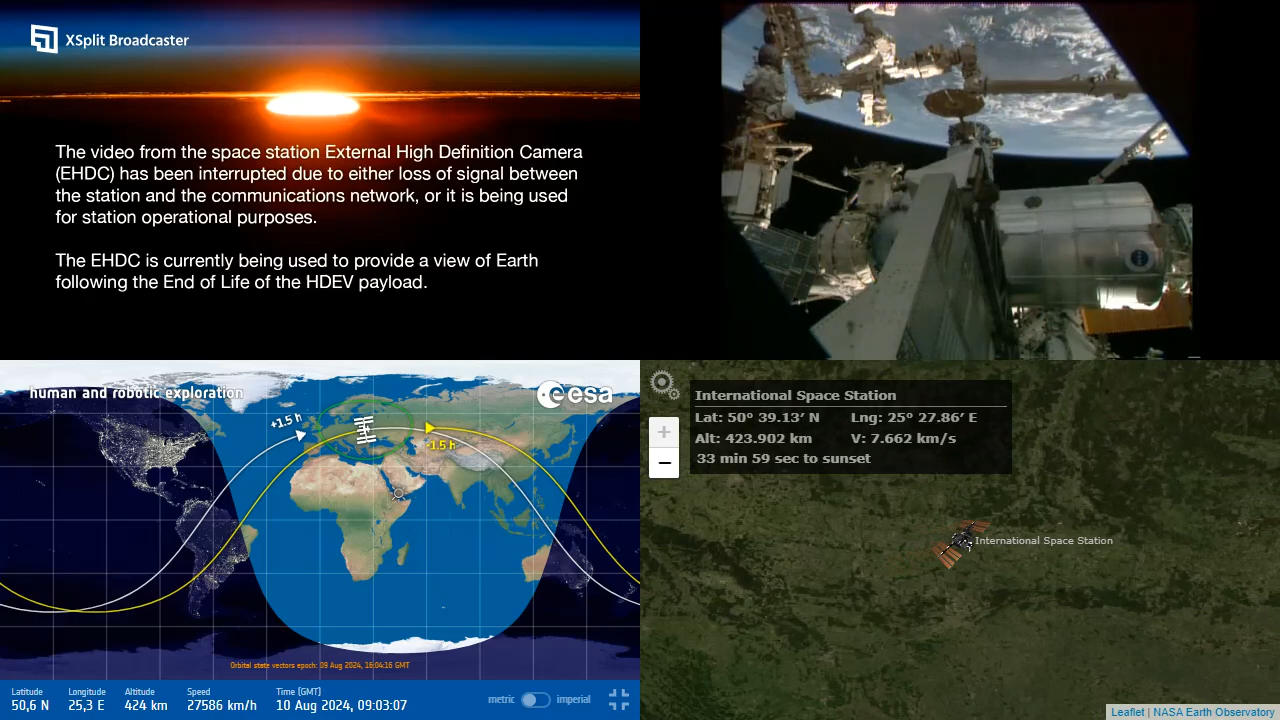 XSplit Broadcaster
The video from the space station External High Definition Camera
(EHDC) has been interrupted due to either loss of signal between
the station and the communications network, or it is being used
for station operational purposes.
The EHDC is currently being used to provide a view of Earth
following the End of Life of the HDEV payload.
human and robotic exploration
esa
+1.5 h
-1.5 h
Orbital state vectors epoch: 09 Aug 2024, 16:04:16 GMT
Latitude
50,6 N
Longitude
25,3 E
Altitude
424 km
Speed
27586 km/h
Time (GMT)
10 Aug 2024, 09:03:07
metric
imperial
International Space Station
Lat: 50° 39.13′ N Lng: 25° 27.86′ E
Alt: 423.902 km V: 7.662 km/s
33 min 59 sec to sunset
+
−
International Space Station
Leaflet | NASA Earth Observatory